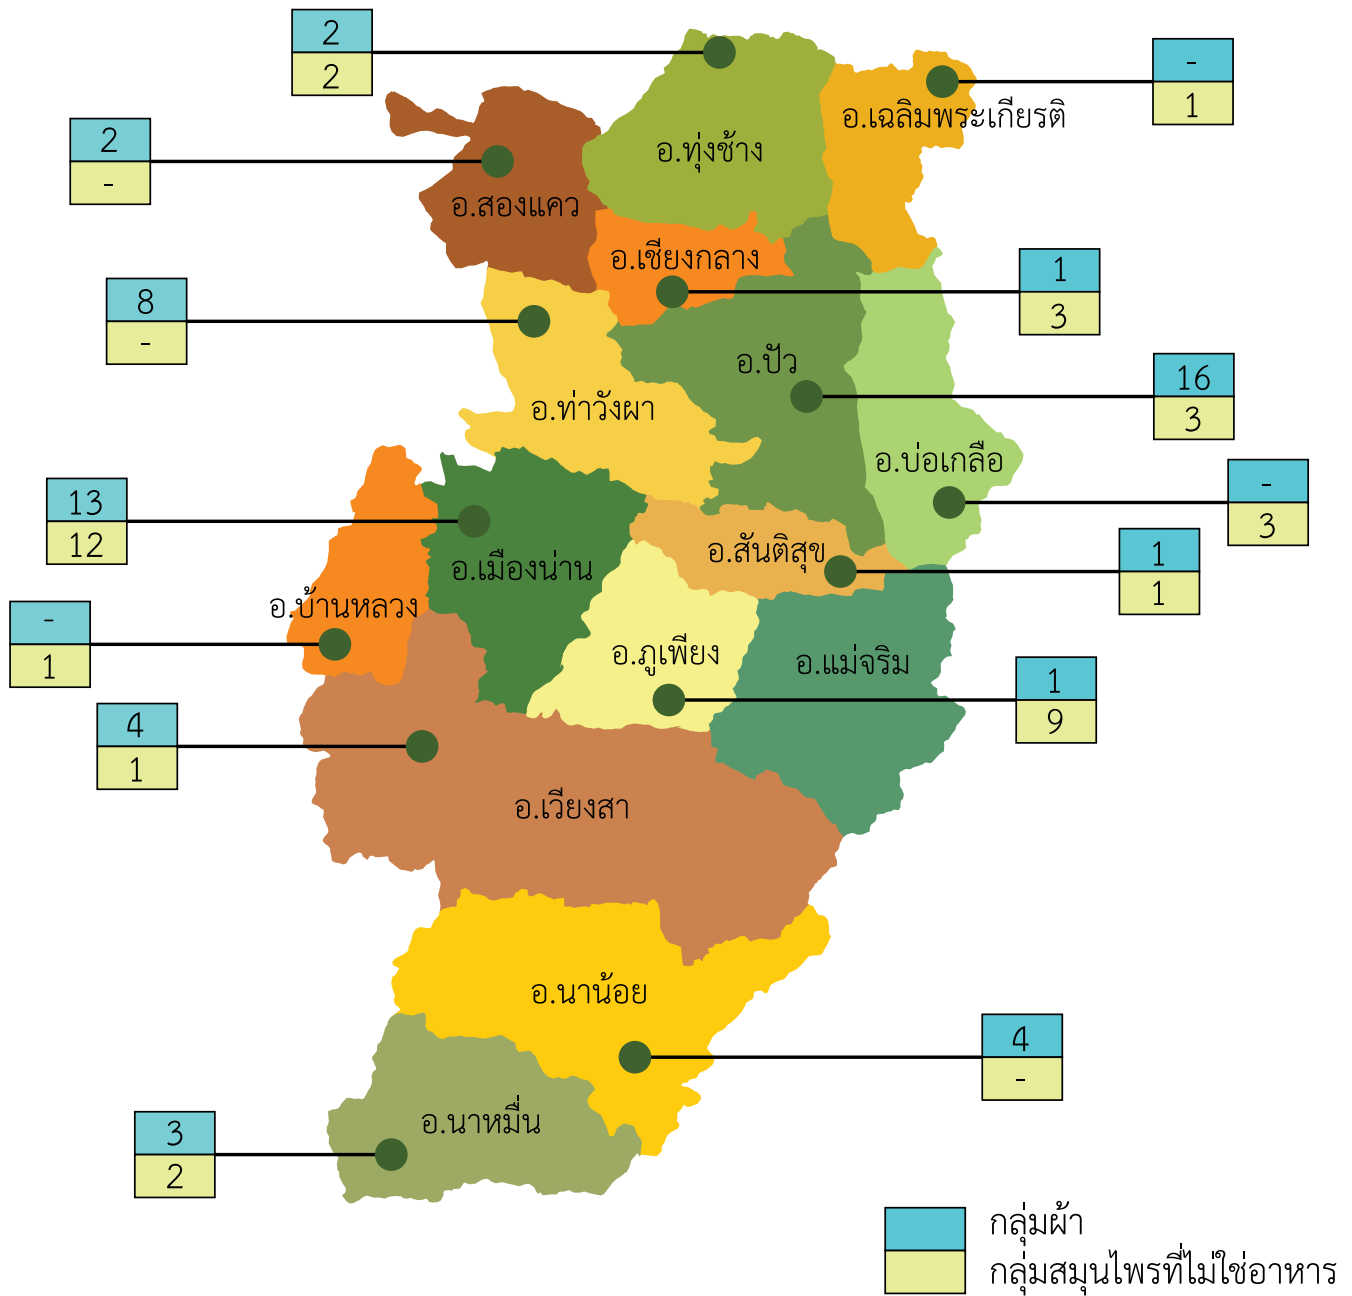 2
2
-
1
อ.เฉลิมพระเกียรติ
อ.ทุ่งช้าง
2
-
อ.สองแคว
อ.เชียงกลาง
1
3
8
-
อ.ปัว
16
3
อ.ท่าวังผา
อ.บ่อเกลือ
-
3
13
12
อ.สันติสุข
1
1
อ.เมืองน่าน
อ.บ้านหลวง
-
1
อ.ภูเพียง
อ.แม่จริม
1
9
4
1
อ.เวียงสา
อ.นาน้อย
4
-
อ.นาหมื่น
3
2
กลุ่มผ้า
กลุ่มสมุนไพรที่ไม่ใช่อาหาร